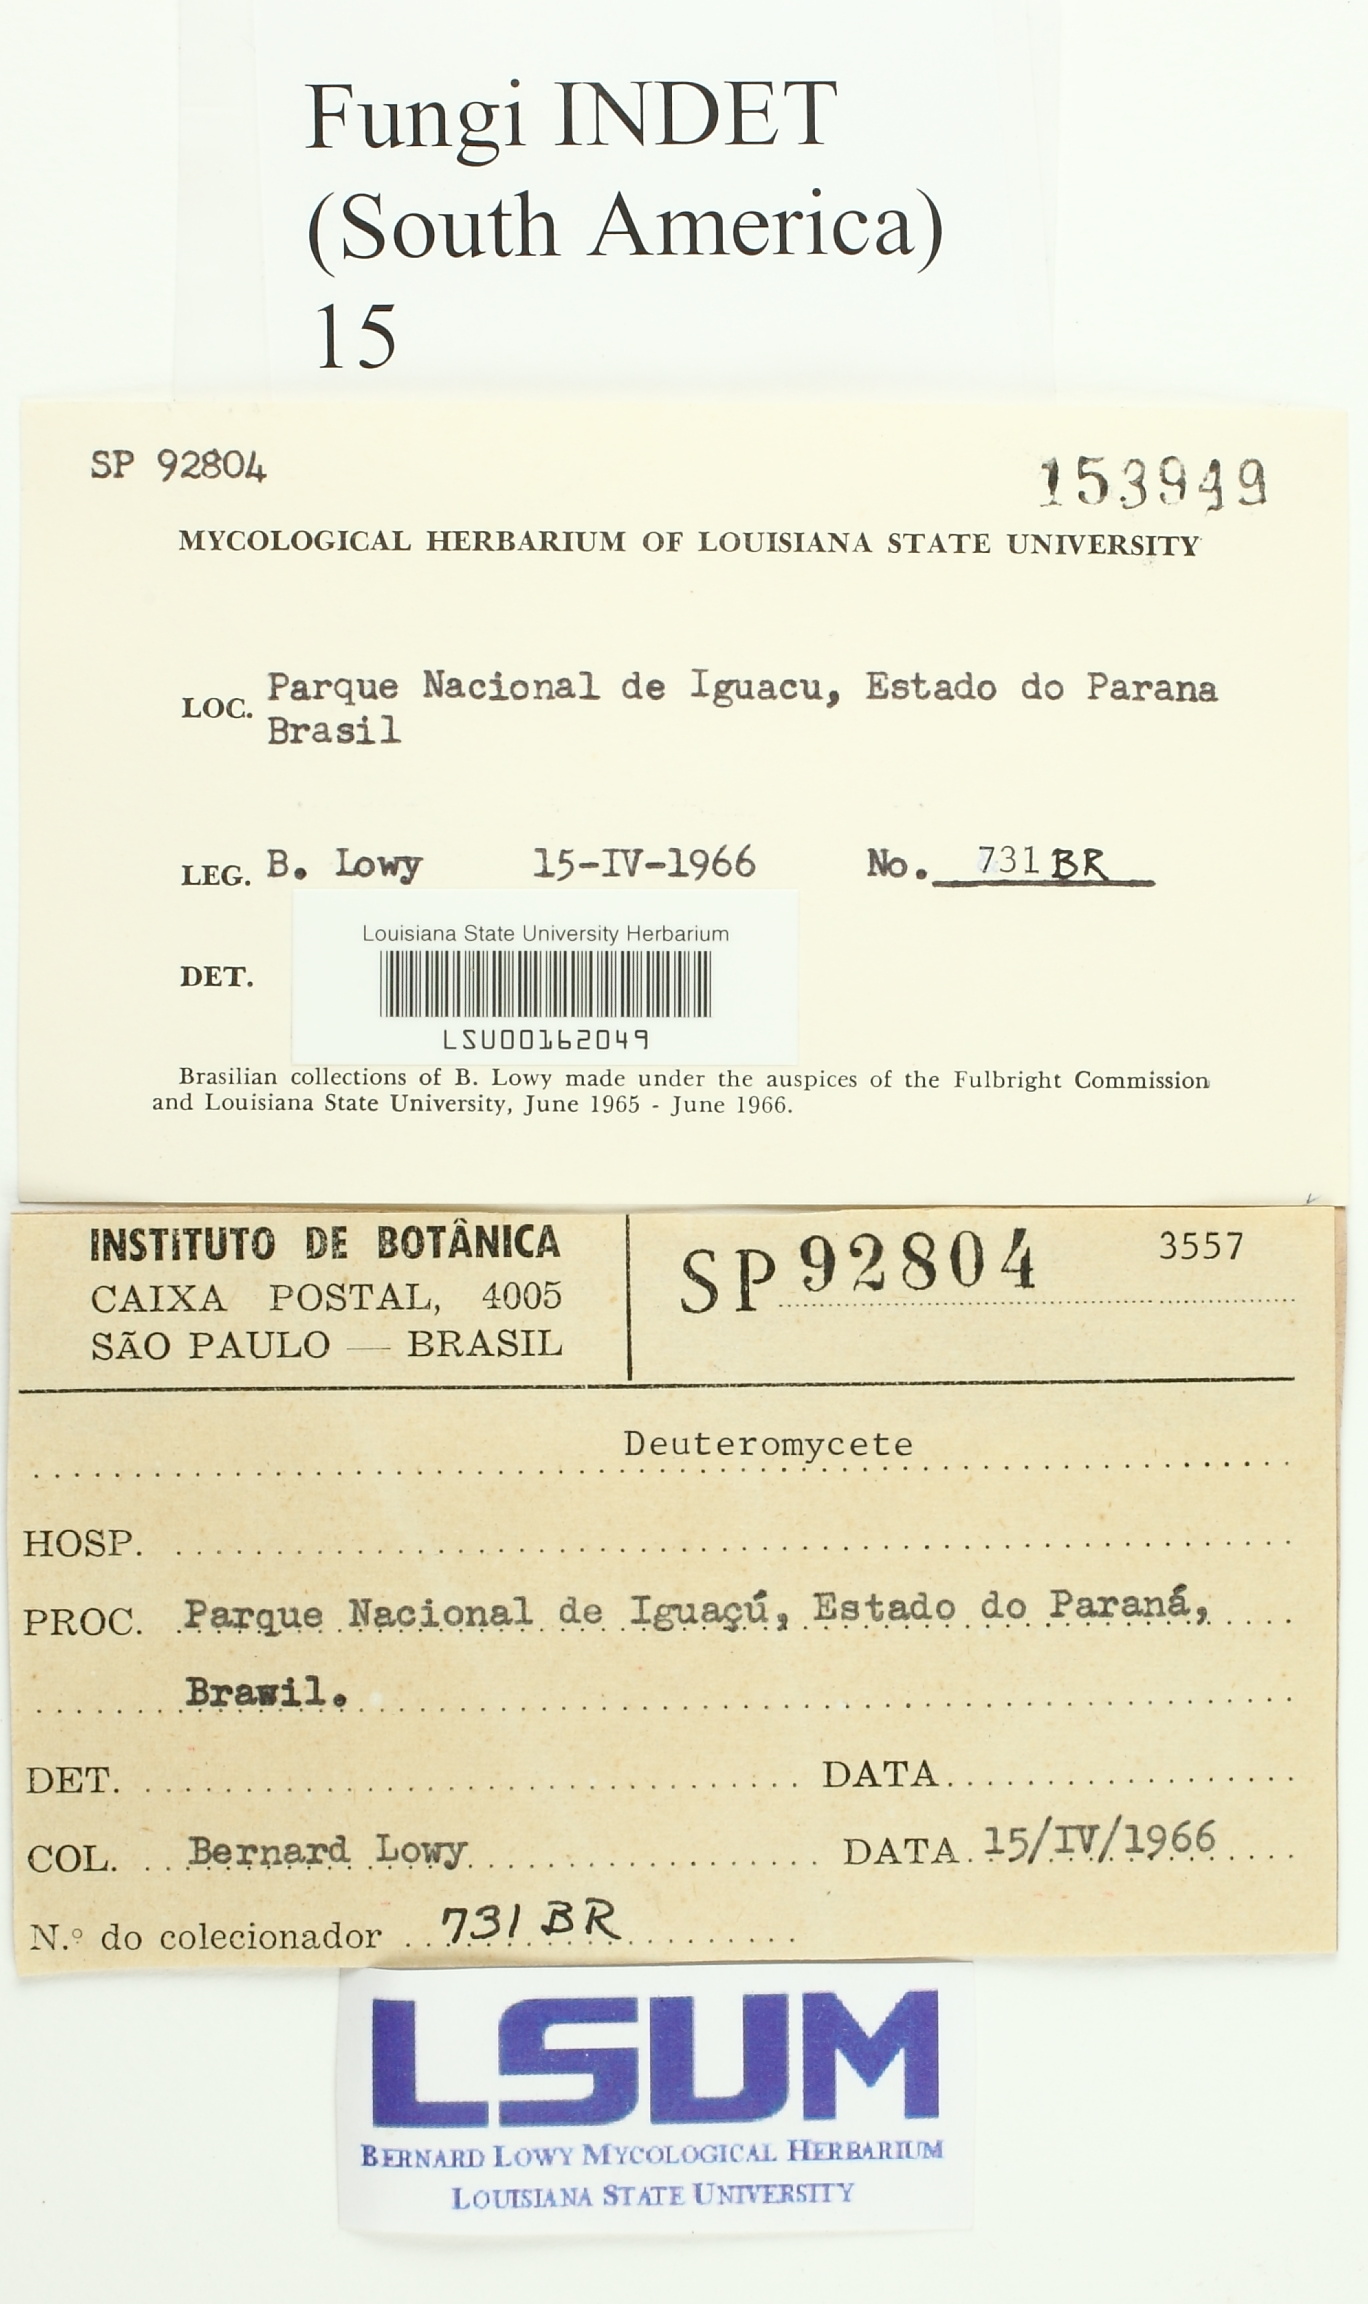 Fungi INDET
(South America)
15
SP 92804
153949
MYCOLOGICAL HERBARIUM OF LOUISIANA STATE UNIVERSITY
LOC. Parque Nacional de Iguacu, Estado do Parana
Brasil
LEG. B. Lowy 15-IV-1966 No. 731 BR
Louisiana State University Herbarium
DET.
LSU00162049
Brasilian collections of B. Lowy made under the auspices of the Fulbright Commission
and Louisiana State University, June 1965 - June 1966.
INSTITUTO DE BOTÂNICA
CAIXA POSTAL, 4005
SÃO PAULO — BRASIL
SP 92804 3557
Deuteromycete
HOSP.
PROC. Parque Nacional de Iguaçú, Estado do Paraná,
Brawil.
DET. DATA
COL. Bernard Lowy DATA 15/IV/1966
N.º do colecionador 731 BR
LSUM
BERNARD LOWY MYCOLOGICAL HERBARIUM
LOUISIANA STATE UNIVERSITY